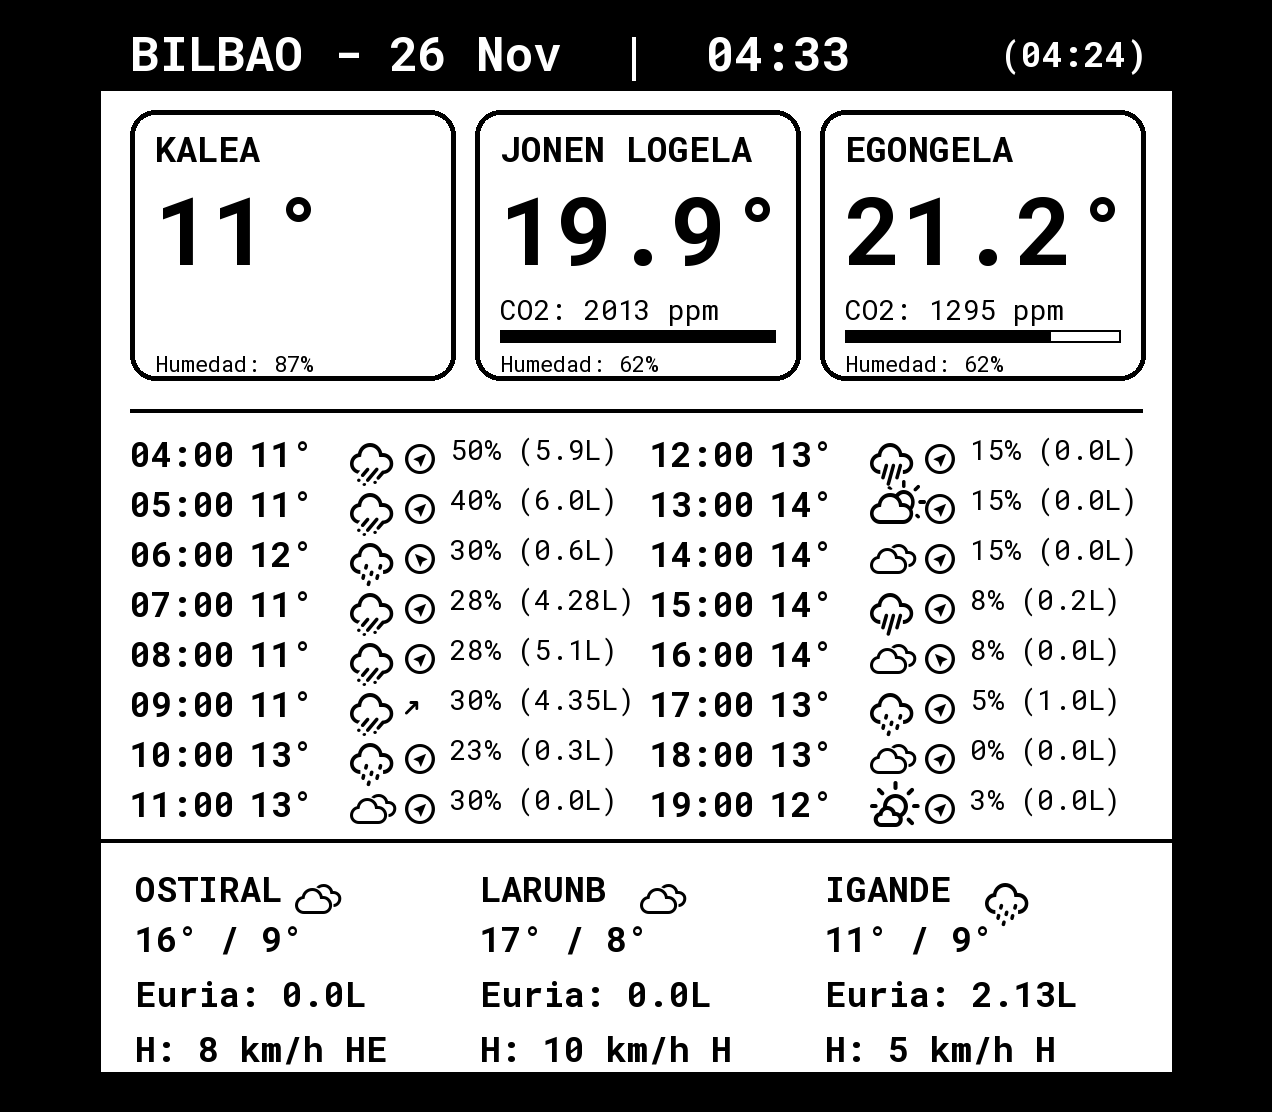 BILBAO - 26 Nov | 04:33 (04:24)
KALEA
11°
Humedad: 87%
JONEN LOGELA
19.9°
CO2: 2013 ppm
Humedad: 62%
EGONGELA
21.2°
CO2: 1295 ppm
Humedad: 62%
04:00 11° 50% (5.9L)
05:00 11° 40% (6.0L)
06:00 12° 30% (0.6L)
07:00 11° 28% (4.28L)
08:00 11° 28% (5.1L)
09:00 11° 30% (4.35L)
10:00 13° 23% (0.3L)
11:00 13° 30% (0.0L)
12:00 13° 15% (0.0L)
13:00 14° 15% (0.0L)
14:00 14° 15% (0.0L)
15:00 14° 8% (0.2L)
16:00 14° 8% (0.0L)
17:00 13° 5% (1.0L)
18:00 13° 0% (0.0L)
19:00 12° 3% (0.0L)
OSTIRAL
16° / 9°
Euria: 0.0L
H: 8 km/h HE
LARUNB
17° / 8°
Euria: 0.0L
H: 10 km/h H
IGANDE
11° / 9°
Euria: 2.13L
H: 5 km/h H